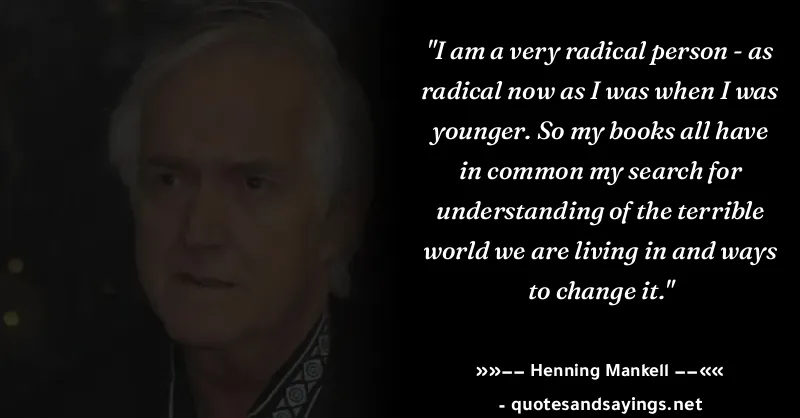 "I am a very radical person - as
radical now as I was when I was
younger. So my books all have
in common my search for
understanding of the terrible
world we are living in and ways
to change it."
»»−− Henning Mankell −−««
- quotesandsayings.net